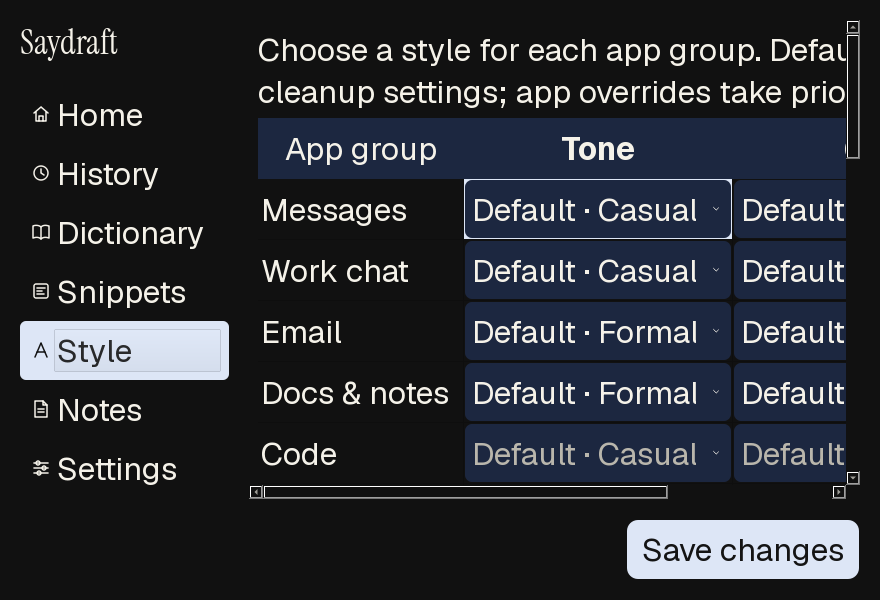 Saydraft
Home
History
Dictionary
Snippets
Style
Notes
Settings
Choose a style for each app group.
cleanup settings; app overrides take
App group Tone
Messages Default · Casual Default
Work chat Default · Casual Default
Email Default · Formal Default
Docs & notes Default · Formal Default
Code Default · Casual Default
Save changes